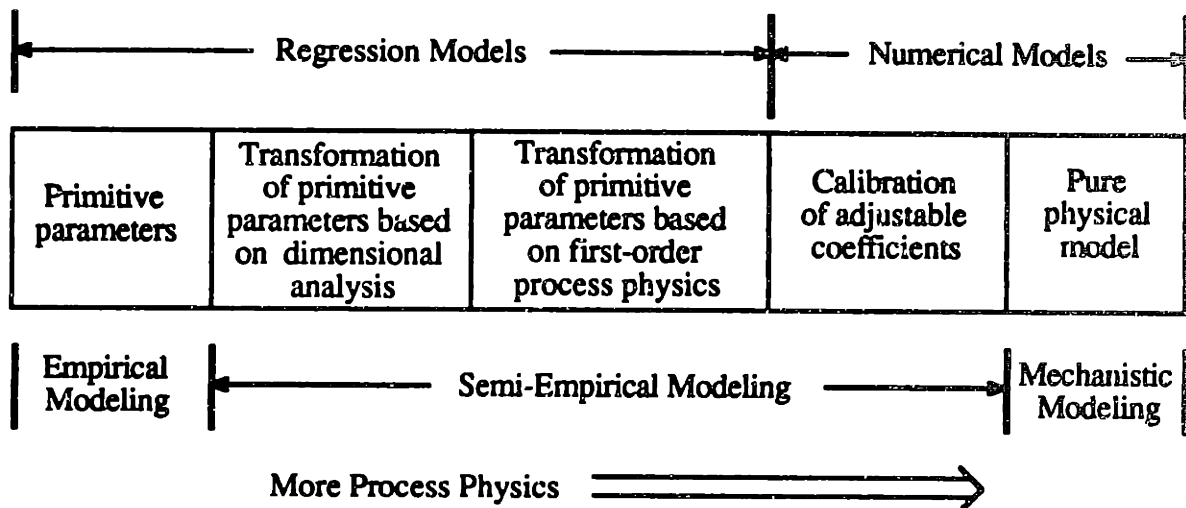 Regression Models
Numerical Models
Primitive
parameters
Transformation
of primitive
parameters based
on dimensional
analysis
Transformation
of primitive
parameters based
on first-order
process physics
Calibration
of adjustable
coefficients
Pure
physical
model
Empirical
Modeling
Semi-Empirical Modeling
Mechanistic
Modeling
More Process Physics